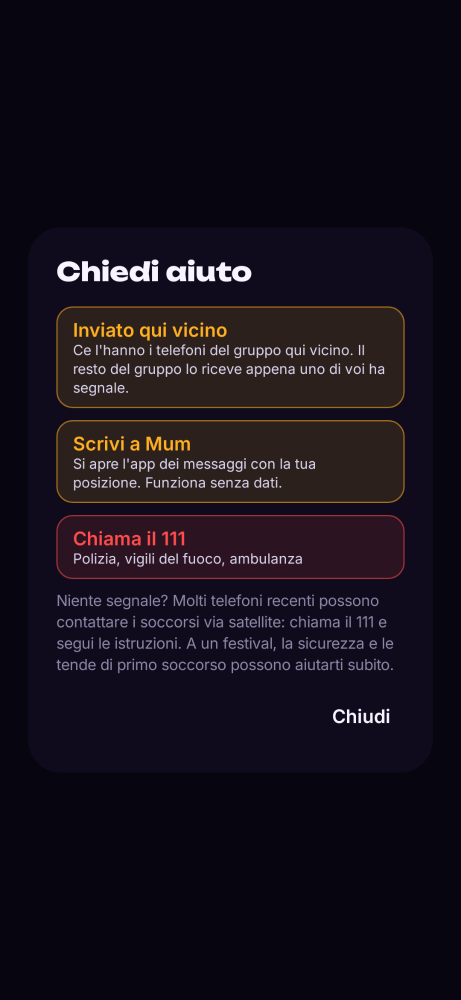 Chiedi aiuto
Inviato qui vicino
Ce l'hanno i telefoni del gruppo qui vicino. Il
resto del gruppo lo riceve appena uno di voi ha
segnale.
Scrivi a Mum
Si apre l'app dei messaggi con la tua
posizione. Funziona senza dati.
Chiama il 111
Polizia, vigili del fuoco, ambulanza
Niente segnale? Molti telefoni recenti possono
contattare i soccorsi via satellite: chiama il 111 e
segui le istruzioni. A un festival, la sicurezza e le
tende di primo soccorso possono aiutarti subito.
Chiudi